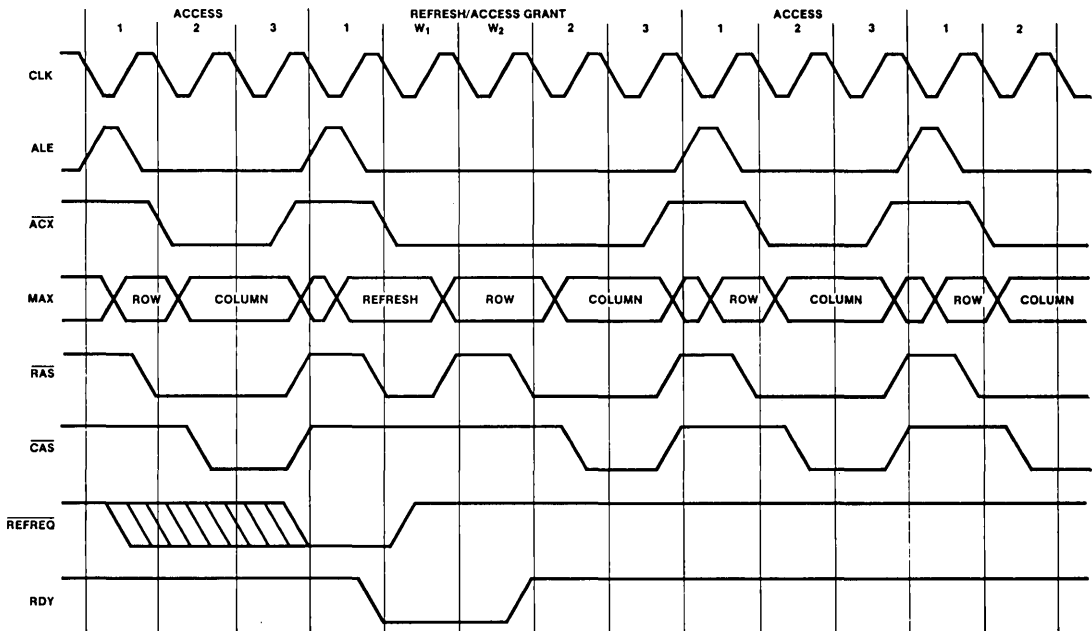 ACCESS REFRESH/ACCESS GRANT ACCESS
1 2 3 1 W₁ W₂ 2 3 1 2 3 1 2
CLK
ALE
ACX
MAX ROW COLUMN REFRESH ROW COLUMN ROW COLUMN ROW COLUMN
RAS
CAS
REFREQ
RDY